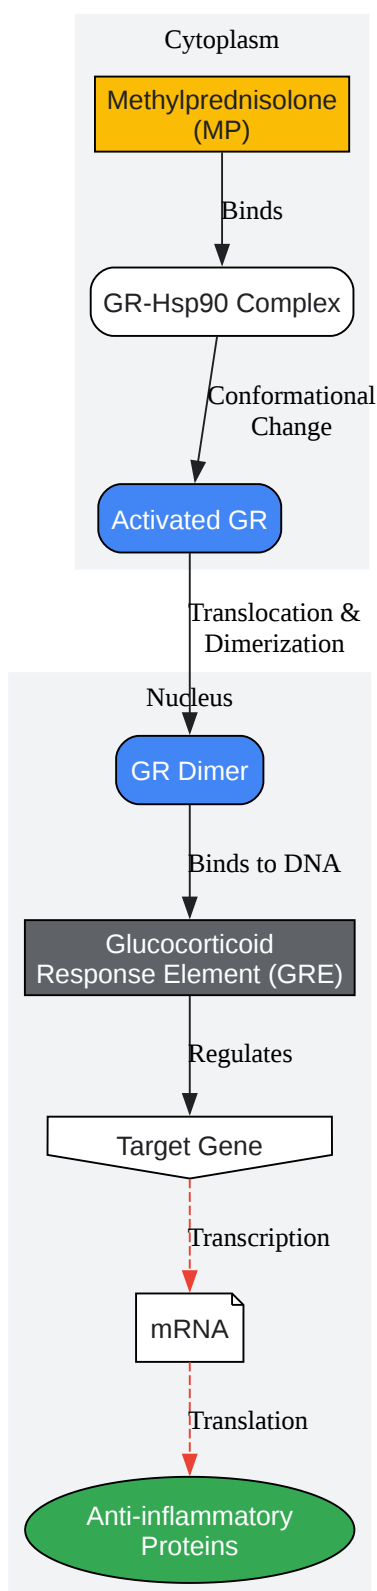 Cytoplasm
Methylprednisolone
(MP)
Binds
GR-Hsp90 Complex
Conformational
Change
Activated GR
Translocation &
Dimerization
Nucleus
GR Dimer
Binds to DNA
Glucocorticoid
Response Element (GRE)
Regulates
Target Gene
Transcription
mRNA
Translation
Anti-inflammatory
Proteins